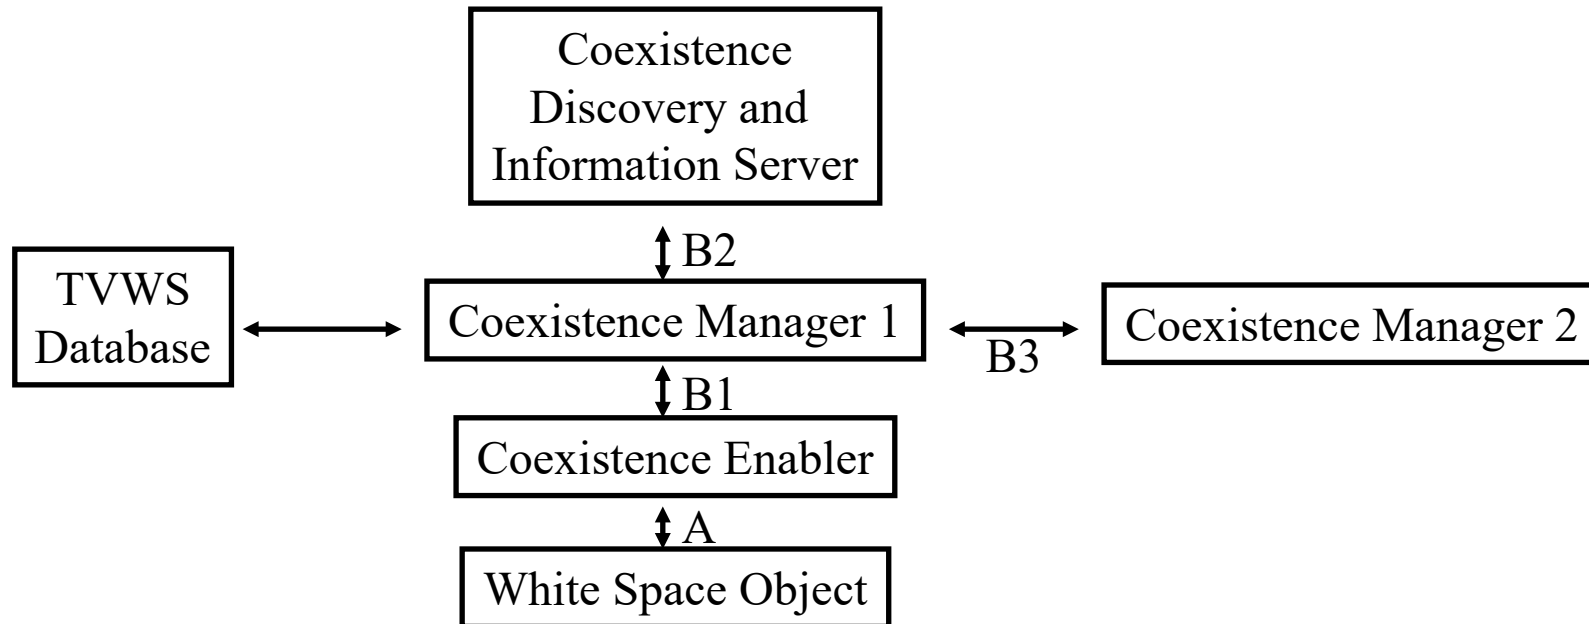 Coexistence
Discovery and
Information Server
B2
TVWS
Database
Coexistence Manager 1
B3
Coexistence Manager 2
B1
Coexistence Enabler
A
White Space Object